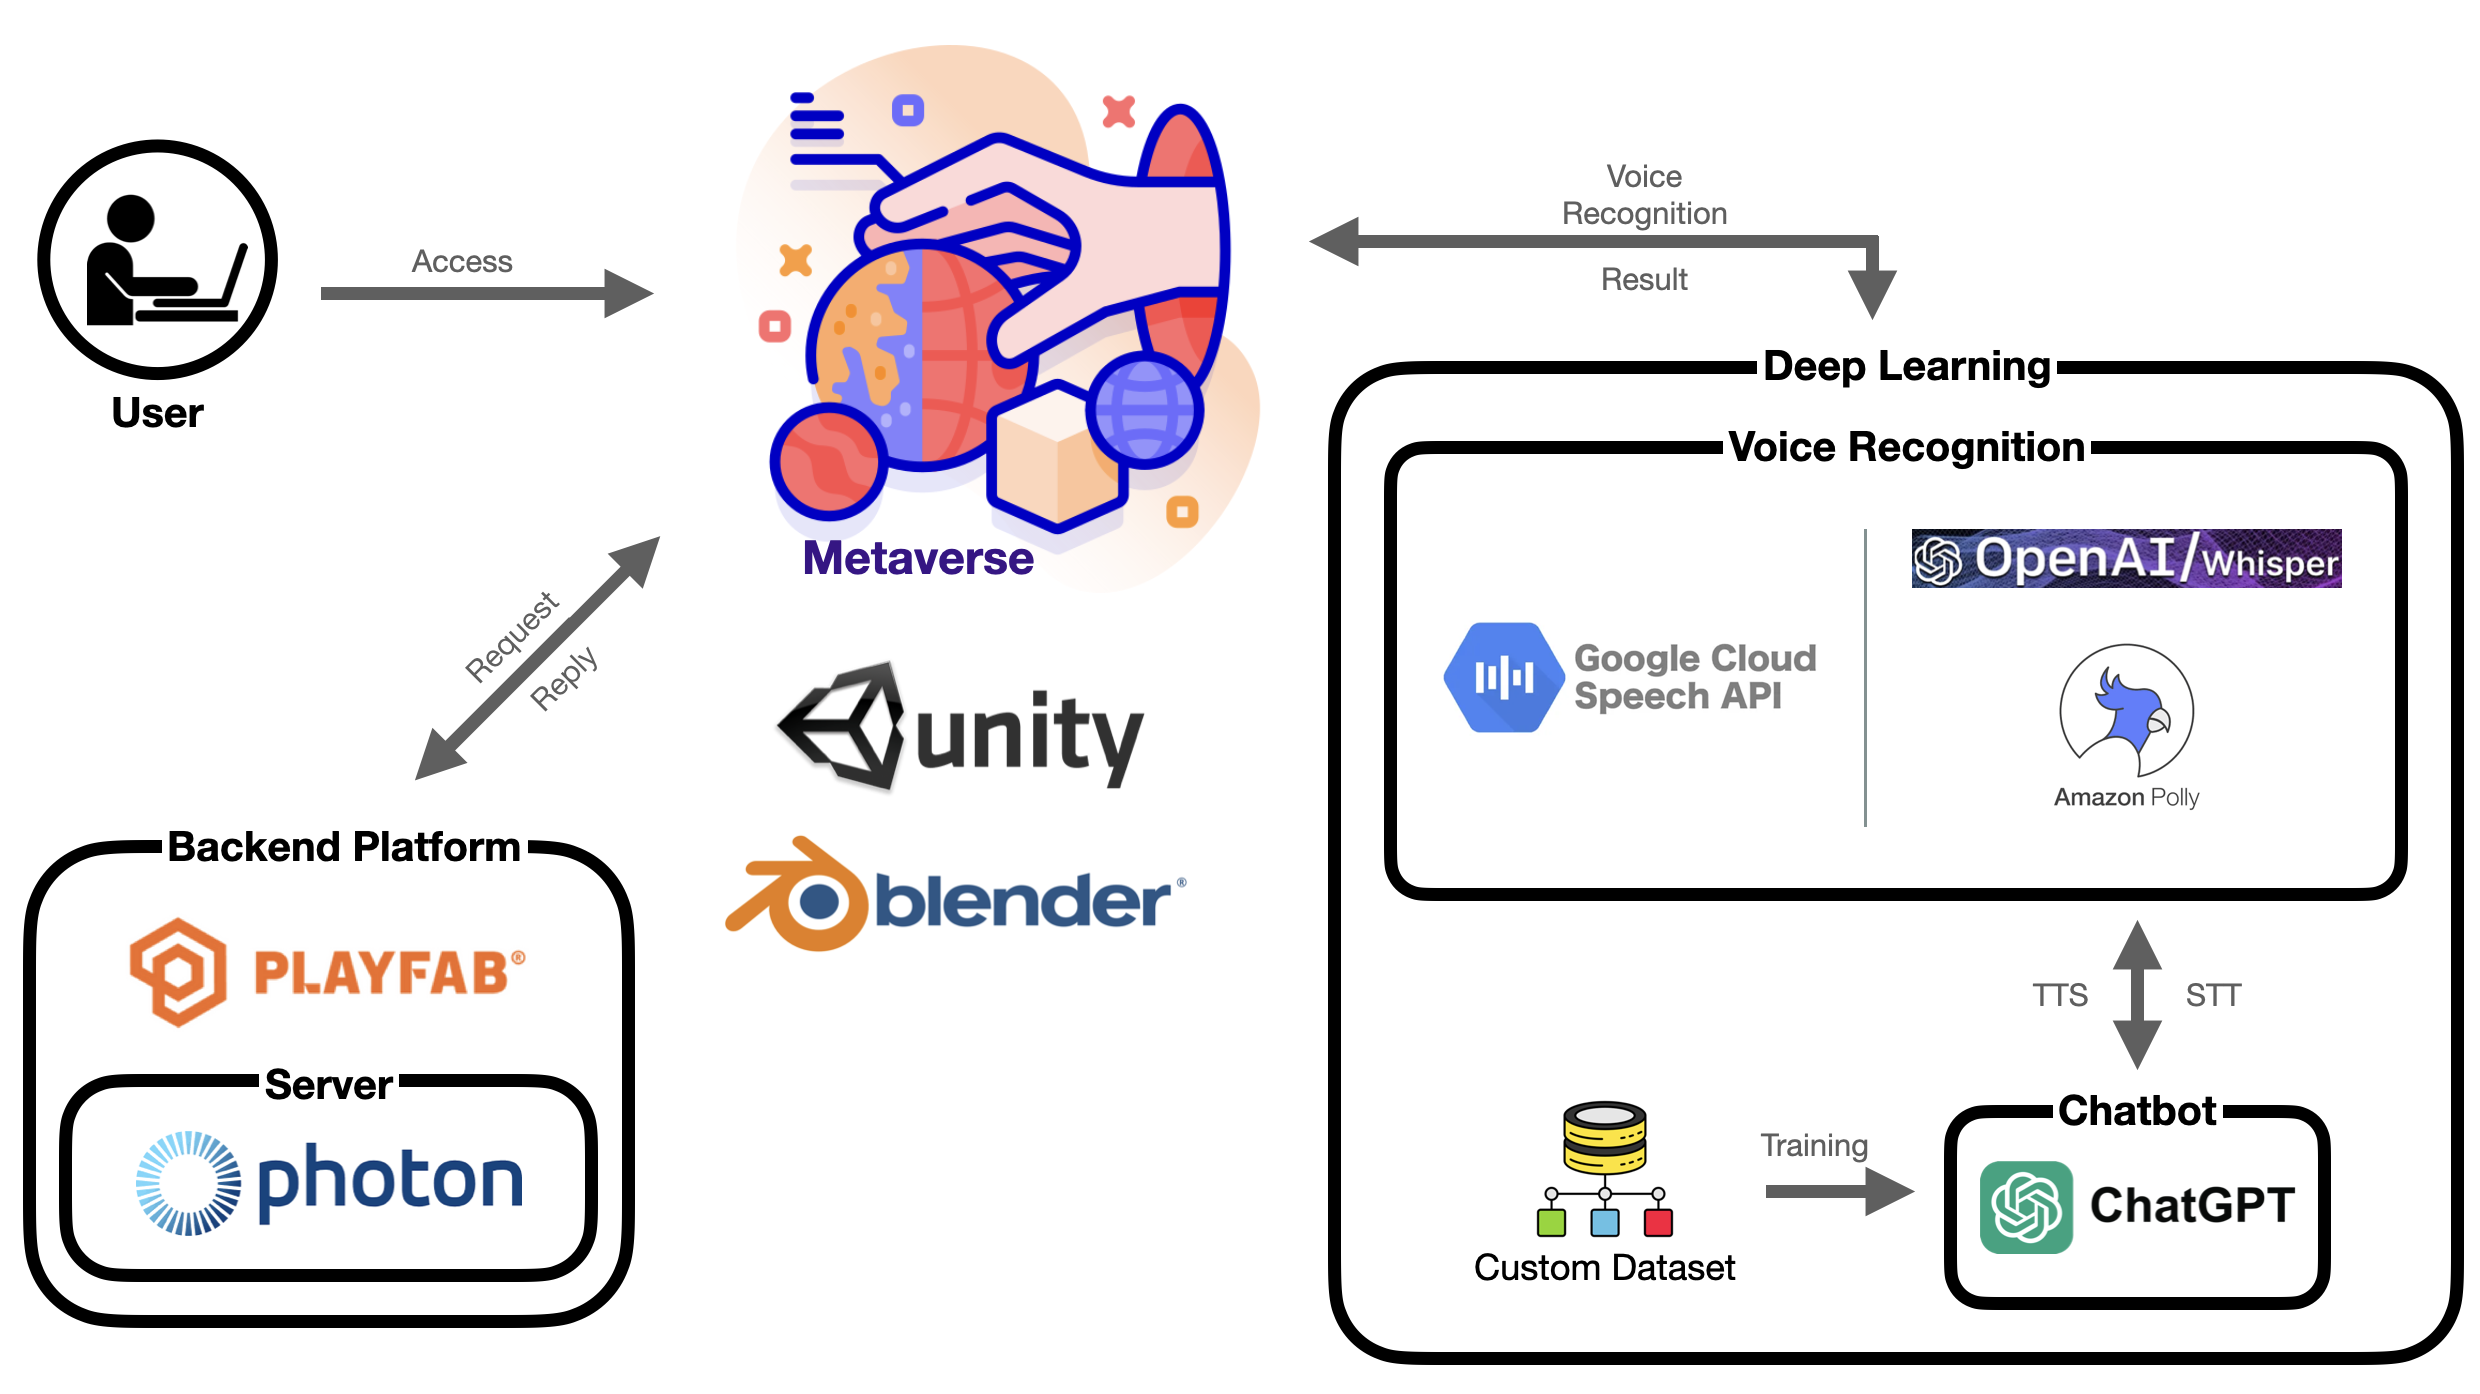 User
Access
Metaverse
Voice
Recognition
Result
Request
Reply
unity
blender®
Backend Platform
PLAYFAB®
Server
photon
Deep Learning
Voice Recognition
Google Cloud
Speech API
OpenAI/Whisper
Amazon Polly
TTS
STT
Custom Dataset
Training
Chatbot
ChatGPT